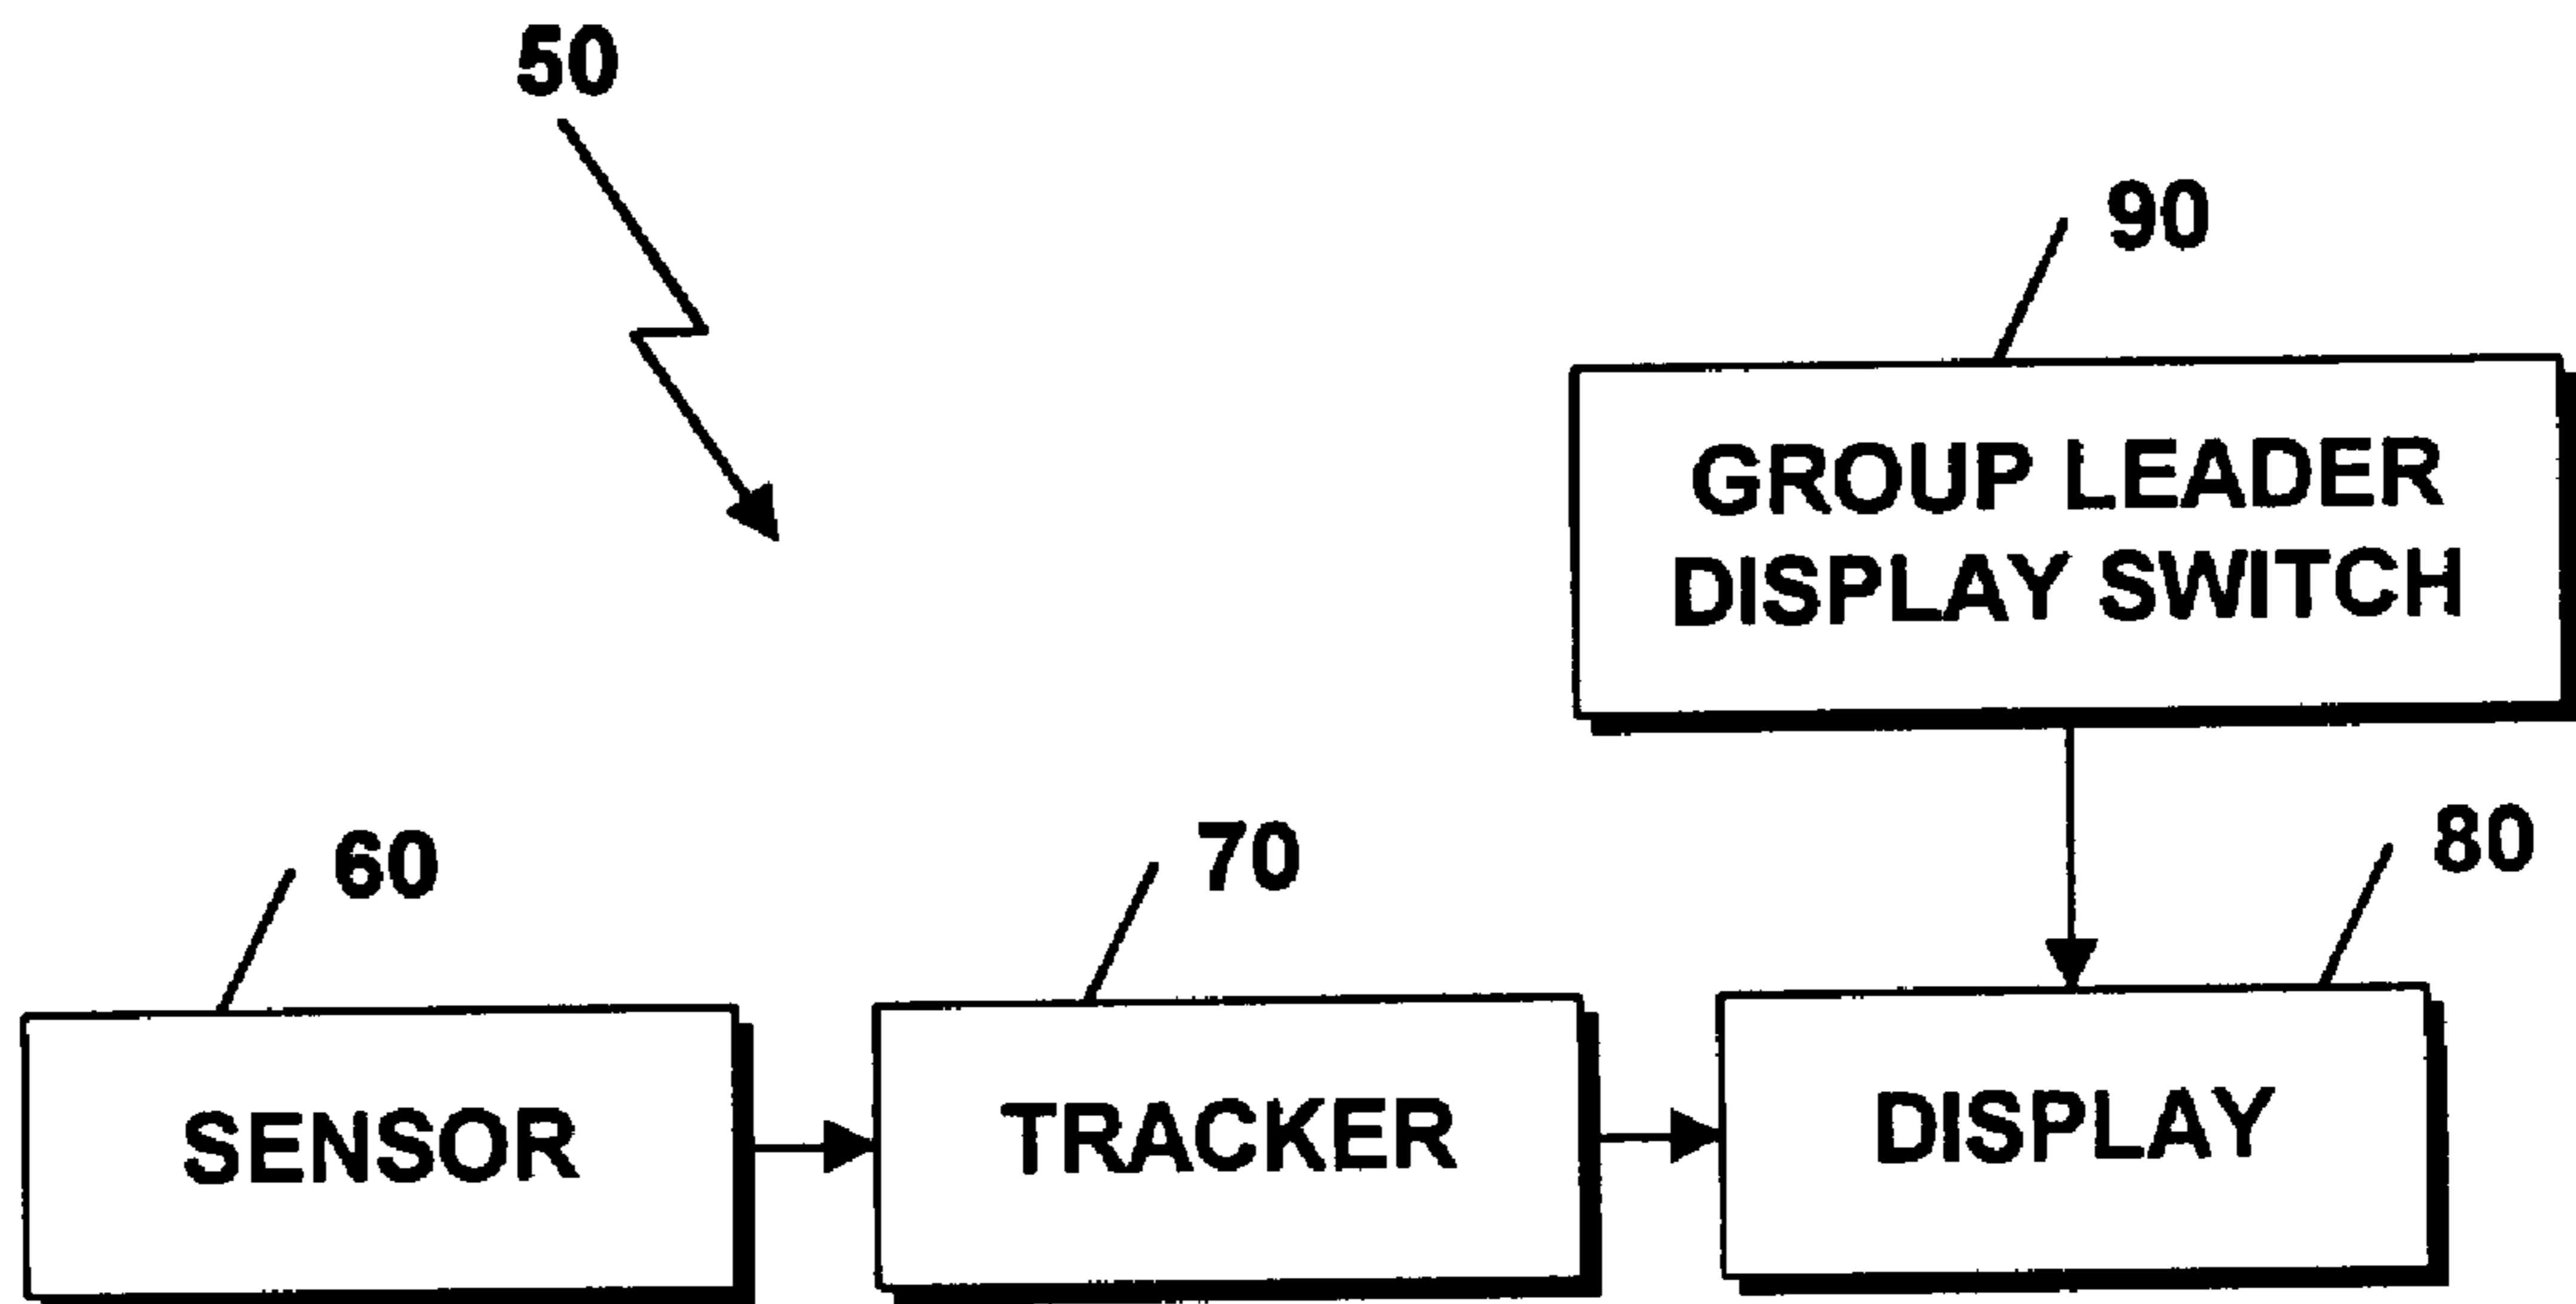 50
90
GROUP LEADER
DISPLAY SWITCH
60
70
80
SENSOR
TRACKER
DISPLAY